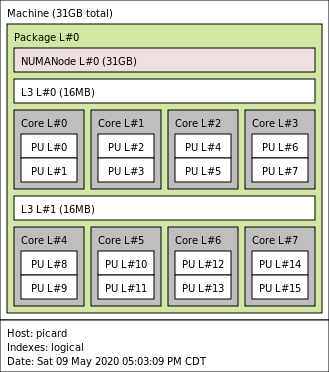 Machine (31GB total)
Package L#0
NUMANode L#0 (31GB)
L3 L#0 (16MB)
Core L#0 Core L#1 Core L#2 Core L#3
PU L#0 PU L#2 PU L#4 PU L#6
PU L#1 PU L#3 PU L#5 PU L#7
L3 L#1 (16MB)
Core L#4 Core L#5 Core L#6 Core L#7
PU L#8 PU L#10 PU L#12 PU L#14
PU L#9 PU L#11 PU L#13 PU L#15
Host: picard
Indexes: logical
Date: Sat 09 May 2020 05:03:09 PM CDT